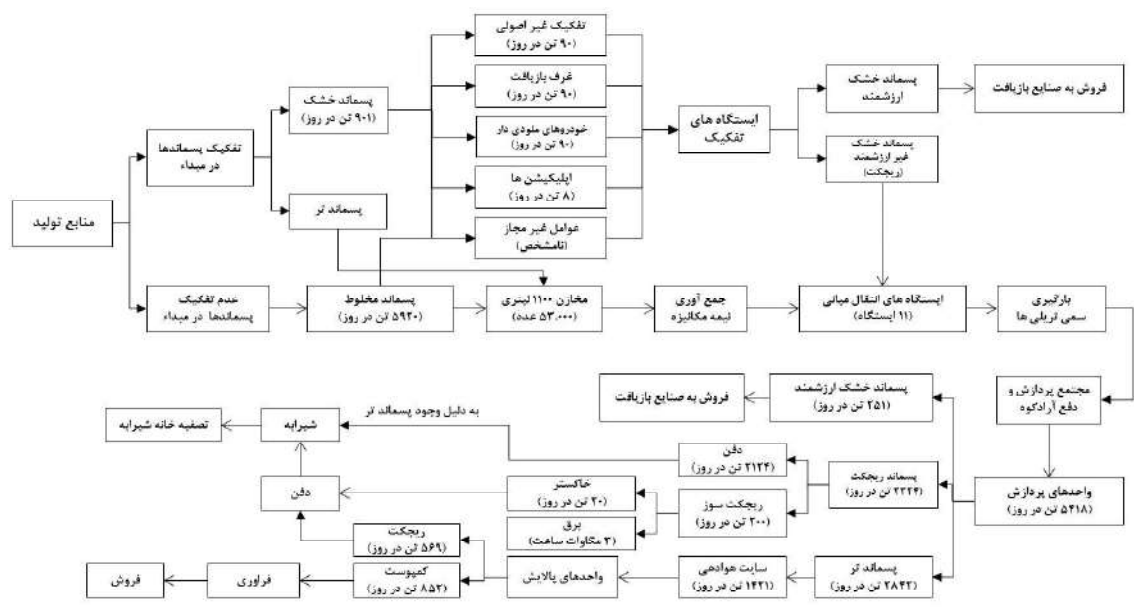 منابع تولید
تفکیک پسماندها
در مبداء
عدم تفکیک
پسماندها در مبداء
پسماند خشک
(۹۰۱ تن در روز)
پسماند تر
پسماند مخلوط
(۵۹۲۰ تن در روز)
تفکیک غیر اصولی
(۹۰ تن در روز)
غرف بازیافت
(۹۰ تن در روز)
خودروهای ملودی دار
(۹۰ تن در روز)
اپلیکیشن ها
(۸ تن در روز)
عوامل غیر مجاز
(نامشخص)
مخازن ۱۱۰۰ لیتری
(۵۳،۰۰۰ عدد)
جمع آوری
نیمه مکانیزه
ایستگاه های
تفکیک
پسماند خشک
ارزشمند
فروش به صنایع بازیافت
پسماند خشک
غیر ارزشمند
(ریجکت)
ایستگاه های انتقال میانی
(۱۱ ایستگاه)
بارگیری
سمی تریلی ها
مجتمع پردازش و
دفع آرادکوه
واحدهای پردازش
(۵۴۱۸ تن در روز)
پسماند خشک ارزشمند
(۲۵۱ تن در روز)
فروش به صنایع بازیافت
پسماند ریجکت
(۲۳۲۴ تن در روز)
دفن
(۲۱۲۴ تن در روز)
به دلیل وجود پسماند تر
شیرابه
تصفیه خانه شیرابه
ریجکت سوز
(۲۰۰ تن در روز)
خاکستر
(۲۰ تن در روز)
دفن
برق
(۳ مگاوات ساعت)
پسماند تر
(۲۸۴۲ تن در روز)
سایت هوادهی
(۱۴۲۱ تن در روز)
واحدهای پالایش
ریجکت
(۵۶۹ تن در روز)
کمپوست
(۸۵۲ تن در روز)
فراوری
فروش